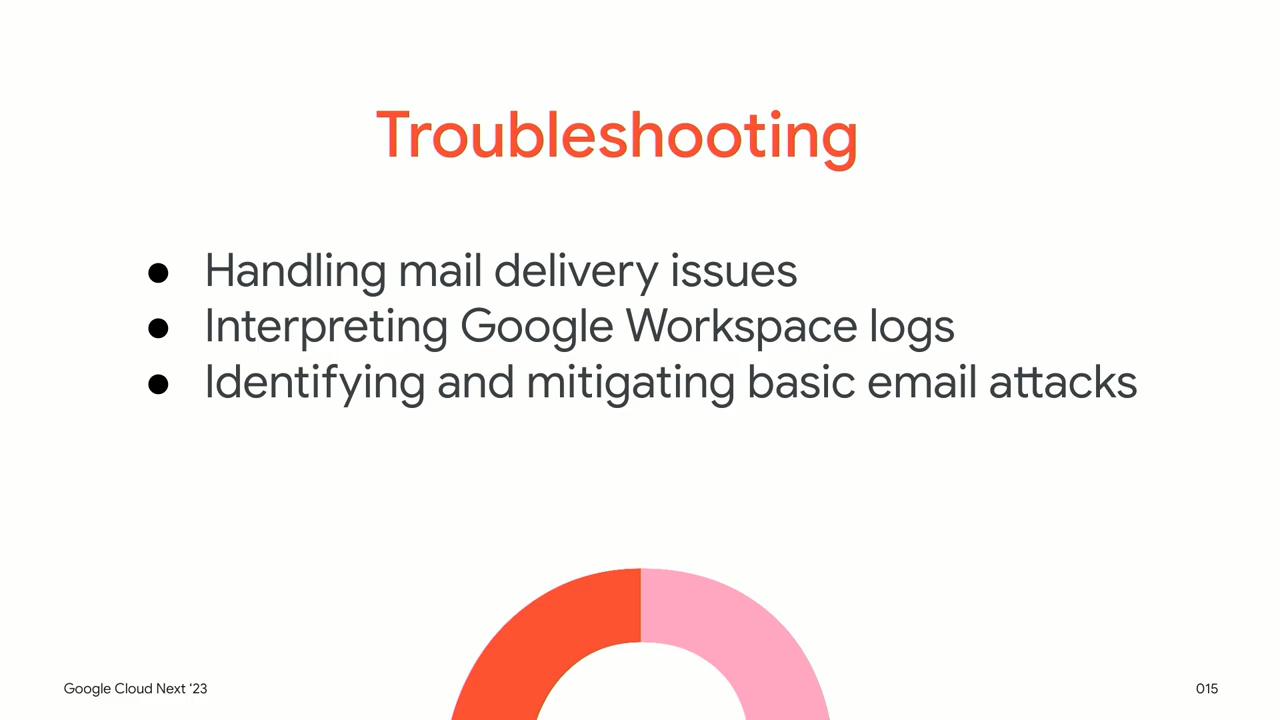 Troubleshooting
● Handling mail delivery issues
● Interpreting Google Workspace logs
● Identifying and mitigating basic email attacks
Google Cloud Next ‘23
015